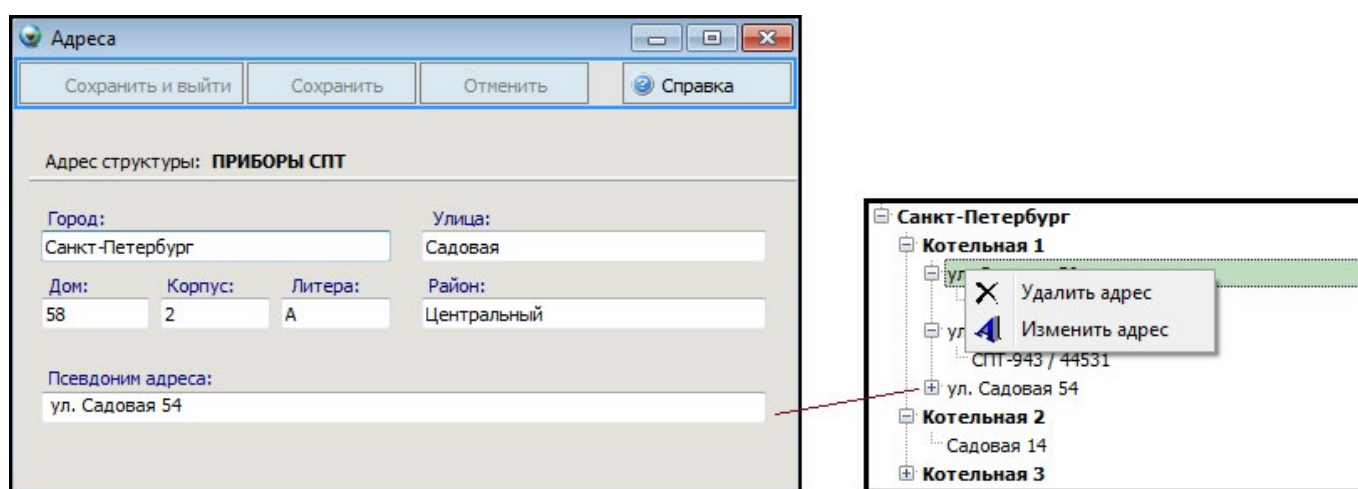 Адреса
Сохранить и выйти Сохранить Отменить Справка
Адрес структуры: ПРИБОРЫ СПТ
Город: Улица:
Санкт-Петербург Садовая
Дом: Корпус: Литера: Район:
58 2 А Центральный
Псевдоним адреса:
ул. Садовая 54
Санкт-Петербург
Котельная 1
Удалить адрес
Изменить адрес
СПТ-943 / 44531
ул. Садовая 54
Котельная 2
Садовая 14
Котельная 3